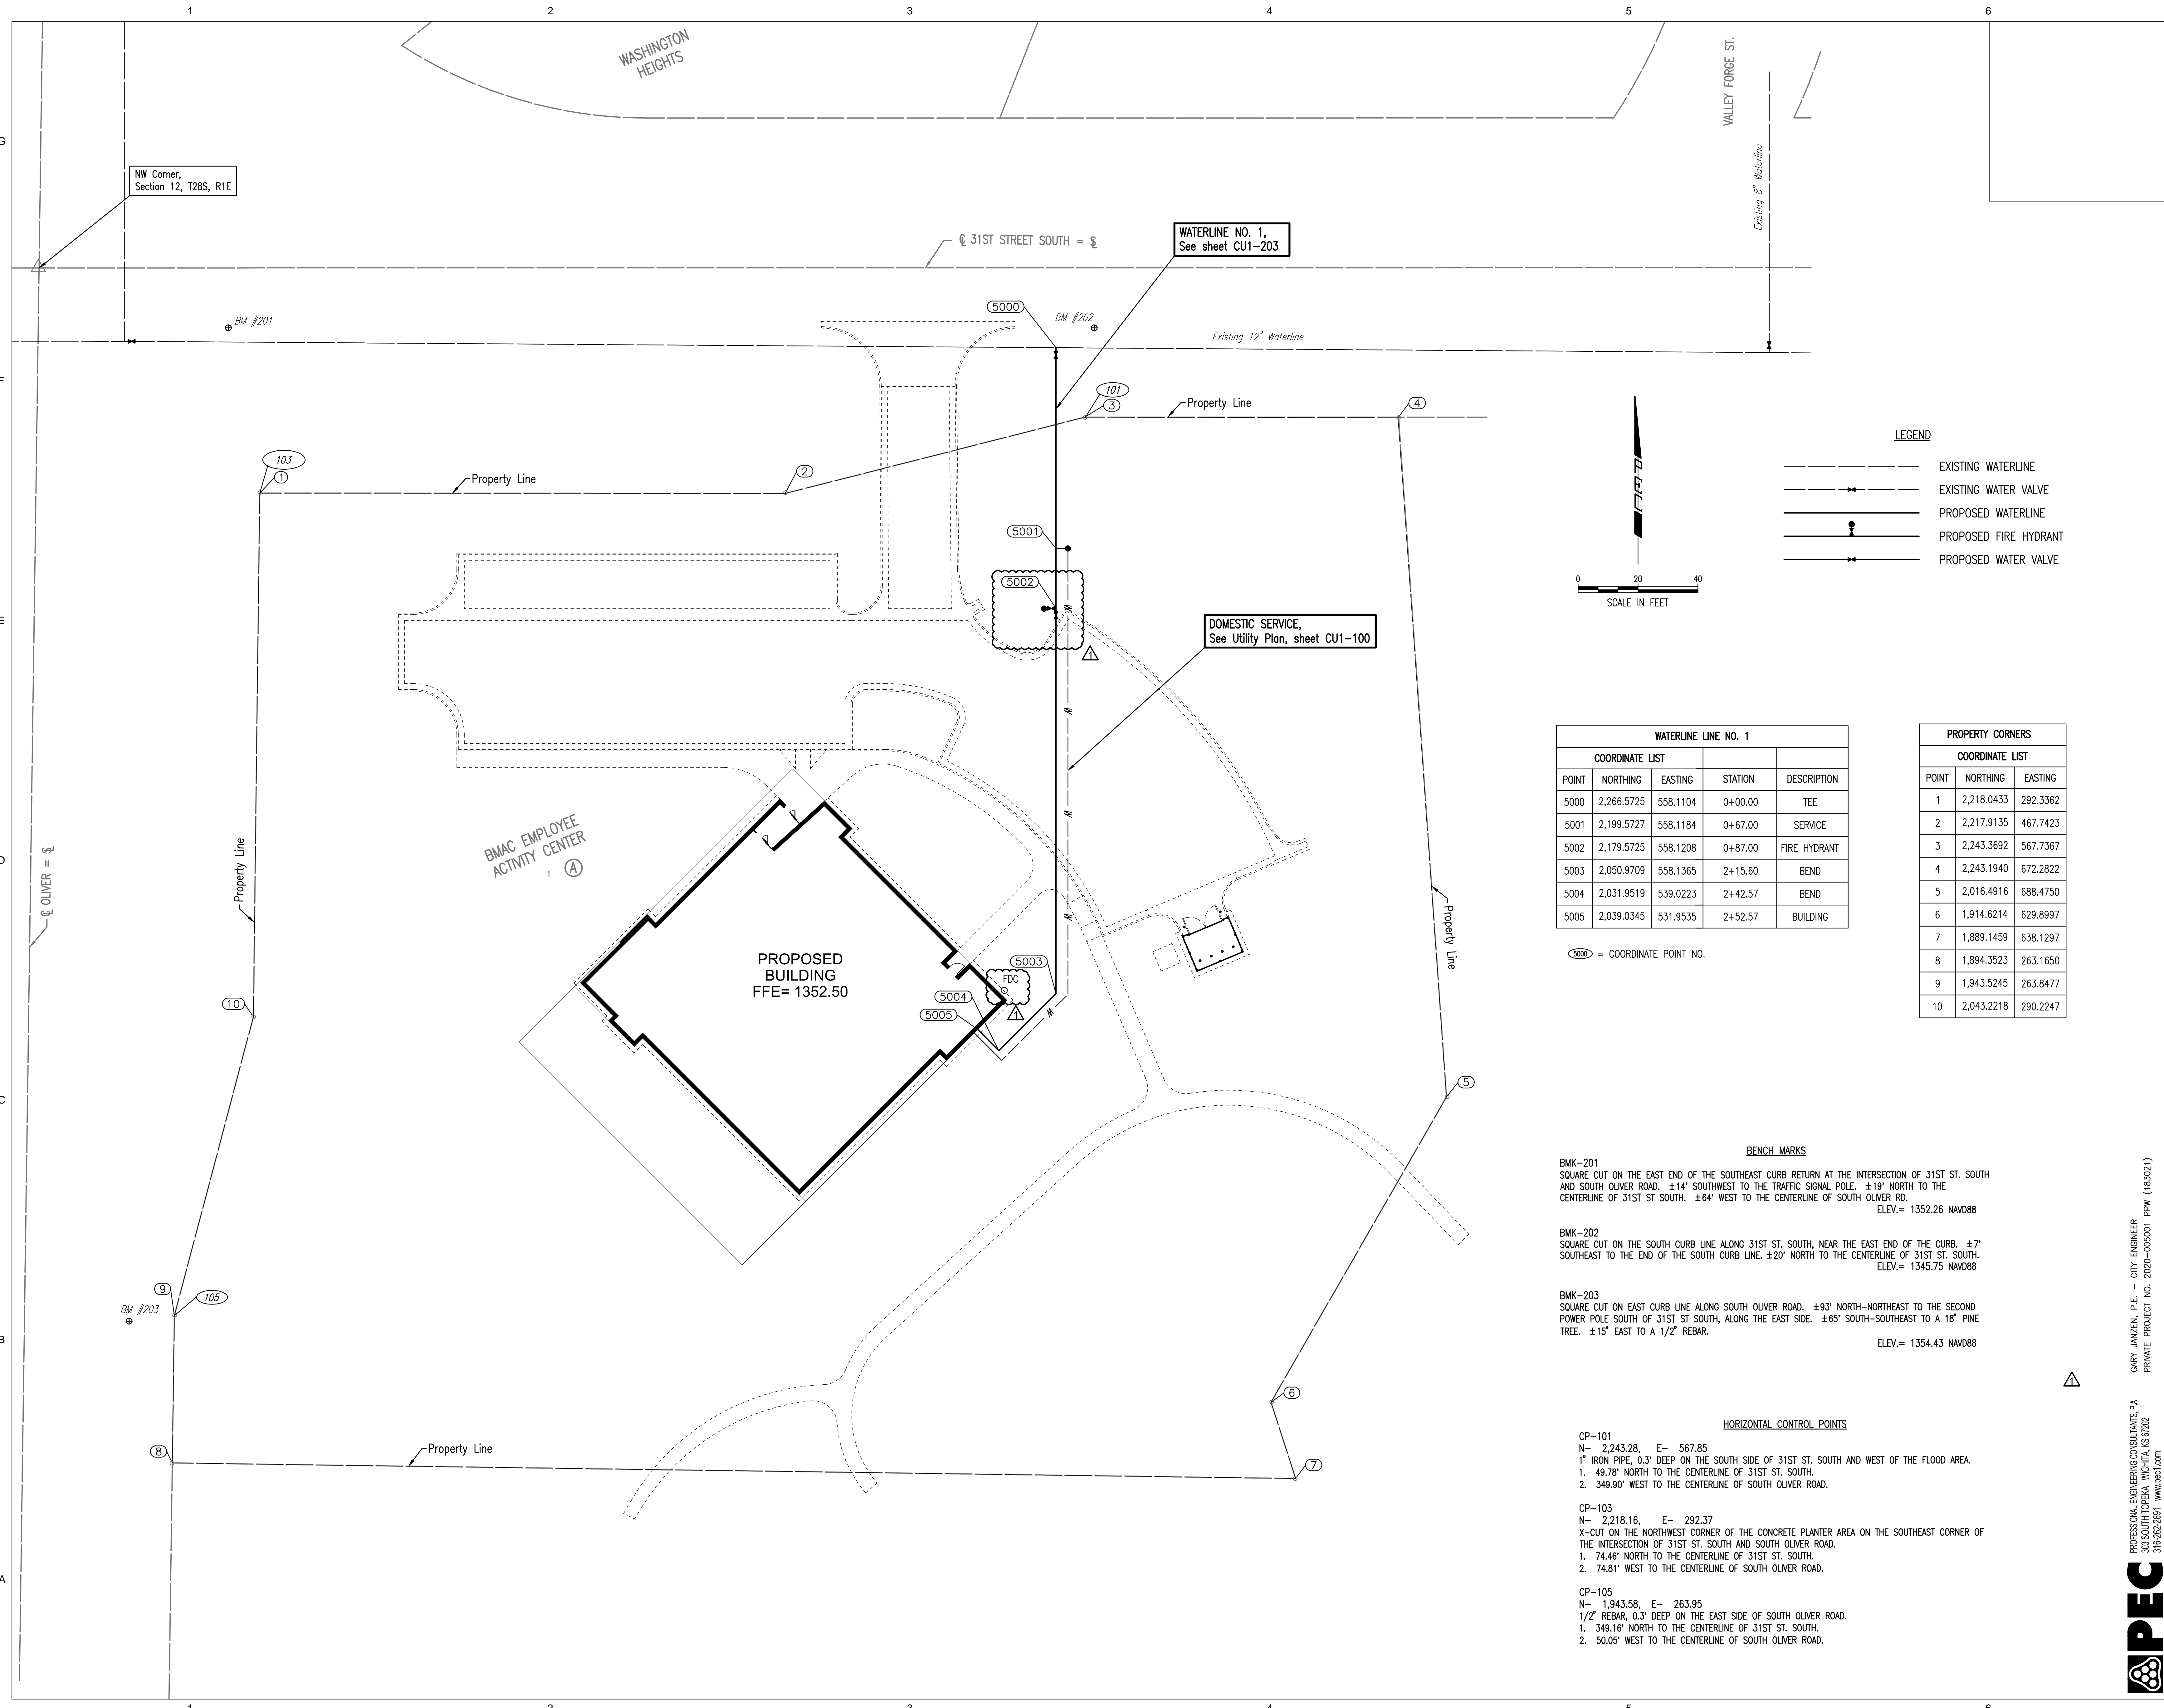 1 2 3 4 5 6
WASHINGTON
HEIGHTS
VALLEY FORGE ST.
G
NW Corner,
Section 12, T28S, R1E
Existing 8" Waterline
WATERLINE NO. 1,
See sheet CU1-203
℄ 31ST STREET SOUTH = S
5000
BM #201
BM #202
Existing 12" Waterline
F
101
3
Property Line
4
103
1
Property Line
2
LEGEND
EXISTING WATERLINE
EXISTING WATER VALVE
PROPOSED WATERLINE
PROPOSED FIRE HYDRANT
PROPOSED WATER VALVE
5001
5002
0 20 40
SCALE IN FEET
E
W
DOMESTIC SERVICE,
See Utility Plan, sheet CU1-100
1
W
WATERLINE LINE NO. 1
COORDINATE LIST
POINT NORTHING EASTING STATION DESCRIPTION
5000 2,266.5725 558.1104 0+00.00 TEE
5001 2,199.5727 558.1184 0+67.00 SERVICE
5002 2,179.5725 558.1208 0+87.00 FIRE HYDRANT
5003 2,050.9709 558.1365 2+15.60 BEND
5004 2,031.9519 539.0223 2+42.57 BEND
5005 2,039.0345 531.9535 2+52.57 BUILDING
5000 = COORDINATE POINT NO.
PROPERTY CORNERS
COORDINATE LIST
POINT NORTHING EASTING
1 2,218.0433 292.3362
2 2,217.9135 467.7423
3 2,243.3692 567.7367
4 2,243.1940 672.2822
5 2,016.4916 688.4750
6 1,914.6214 629.8997
7 1,889.1459 638.1297
8 1,894.3523 263.1650
9 1,943.5245 263.8477
10 2,043.2218 290.2247
W
BMAC EMPLOYEE
ACTIVITY CENTER
1 A
D
℄ OLIVER = S
Property Line
Property Line
W
PROPOSED
BUILDING
FFE= 1352.50
5003
FDC
5004
5005
1
W
10
5
C
BENCH MARKS
BMK-201
SQUARE CUT ON THE EAST END OF THE SOUTHEAST CURB RETURN AT THE INTERSECTION OF 31ST ST. SOUTH
AND SOUTH OLIVER ROAD. ±14' SOUTHWEST TO THE TRAFFIC SIGNAL POLE. ±19' NORTH TO THE
CENTERLINE OF 31ST ST SOUTH. ±64' WEST TO THE CENTERLINE OF SOUTH OLIVER RD.
ELEV.= 1352.26 NAVD88
BMK-202
SQUARE CUT ON THE SOUTH CURB LINE ALONG 31ST ST. SOUTH, NEAR THE EAST END OF THE CURB. ±7'
SOUTHEAST TO THE END OF THE SOUTH CURB LINE. ±20' NORTH TO THE CENTERLINE OF 31ST ST. SOUTH.
ELEV.= 1345.75 NAVD88
BMK-203
SQUARE CUT ON EAST CURB LINE ALONG SOUTH OLIVER ROAD. ±93' NORTH-NORTHEAST TO THE SECOND
POWER POLE SOUTH OF 31ST ST SOUTH, ALONG THE EAST SIDE. ±65' SOUTH-SOUTHEAST TO A 18" PINE
TREE. ±15" EAST TO A 1/2" REBAR.
ELEV.= 1354.43 NAVD88
9
105
BM #203
B
1
6
8
Property Line
7
HORIZONTAL CONTROL POINTS
CP-101
N- 2,243.28, E- 567.85
1" IRON PIPE, 0.3' DEEP ON THE SOUTH SIDE OF 31ST ST. SOUTH AND WEST OF THE FLOOD AREA.
1. 49.78' NORTH TO THE CENTERLINE OF 31ST ST. SOUTH.
2. 349.90' WEST TO THE CENTERLINE OF SOUTH OLIVER ROAD.
CP-103
N- 2,218.16, E- 292.37
X-CUT ON THE NORTHWEST CORNER OF THE CONCRETE PLANTER AREA ON THE SOUTHEAST CORNER OF
THE INTERSECTION OF 31ST ST. SOUTH AND SOUTH OLIVER ROAD.
1. 74.46' NORTH TO THE CENTERLINE OF 31ST ST. SOUTH.
2. 74.81' WEST TO THE CENTERLINE OF SOUTH OLIVER ROAD.
CP-105
N- 1,943.58, E- 263.95
1/2" REBAR, 0.3' DEEP ON THE EAST SIDE OF SOUTH OLIVER ROAD.
1. 349.16' NORTH TO THE CENTERLINE OF 31ST ST. SOUTH.
2. 50.05' WEST TO THE CENTERLINE OF SOUTH OLIVER ROAD.
A
GARY JANZEN, P.E. - CITY ENGINEER
PRIVATE PROJECT NO. 2020-005001 PPW (183021)
PROFESSIONAL ENGINEERING CONSULTANTS, P.A.
303 SOUTH TOPEKA WICHITA, KS 67202
316-262-2691 www.pec1.com
PEC
1 2 3 4 5 6